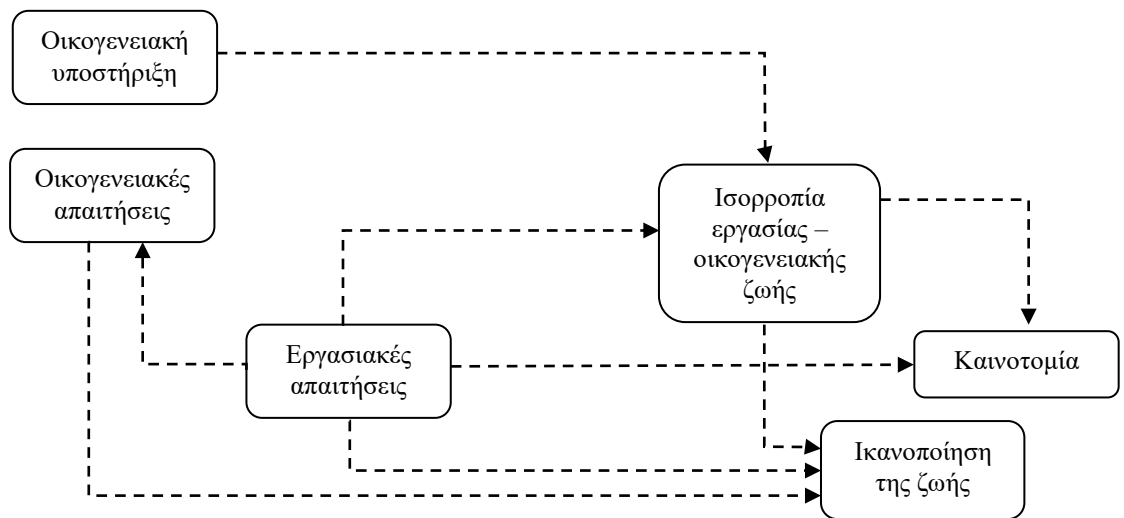 Οικογενειακή
υποστήριξη
Οικογενειακές
απαιτήσεις
Ισορροπία
εργασίας –
οικογενειακής
ζωής
Εργασιακές
απαιτήσεις
Καινοτομία
Ικανοποίηση
της ζωής